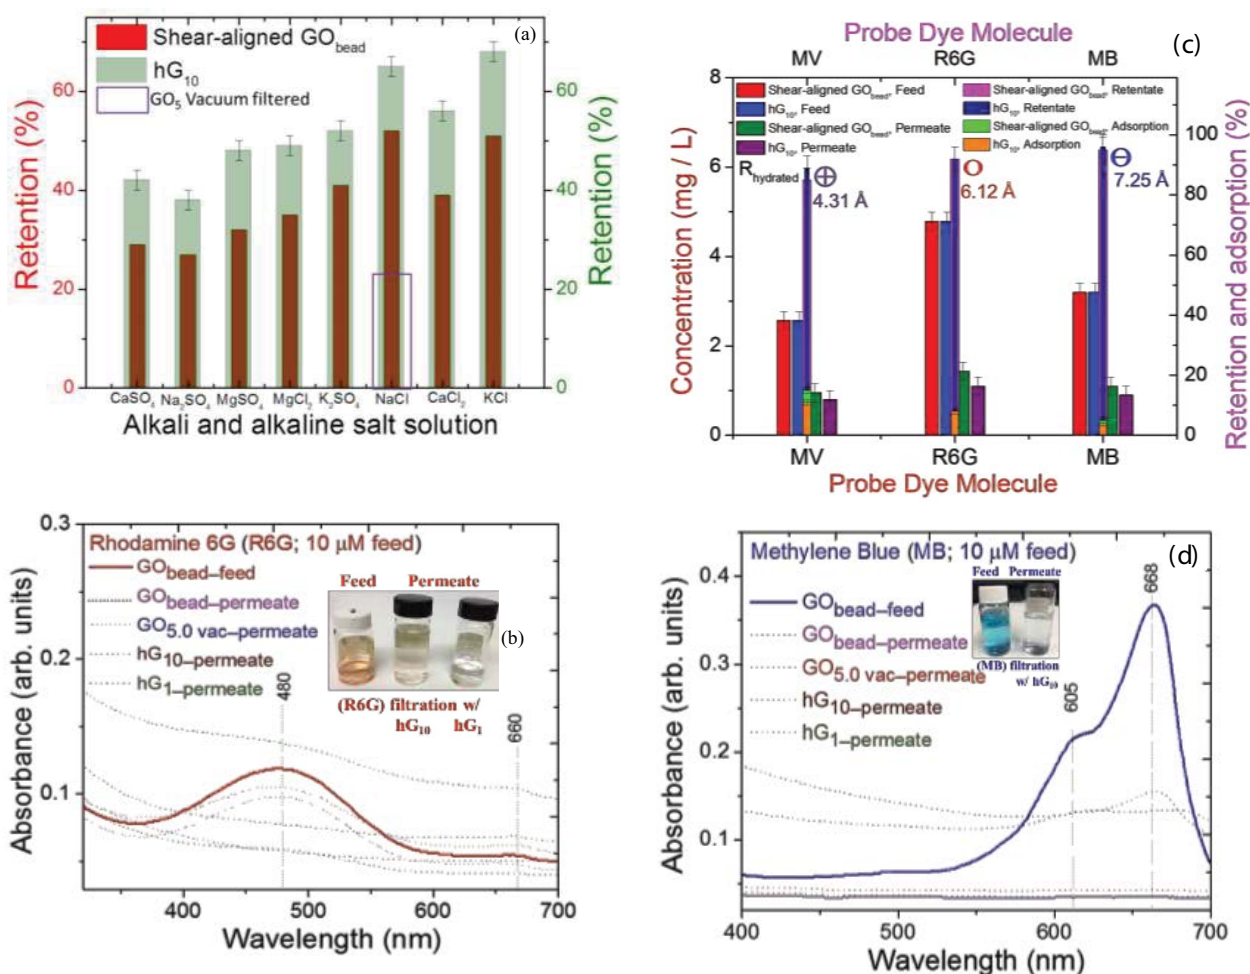 (a)
Shear-aligned GO_bead
hG_10
GO_5 Vacuum filtered
Retention (%)
60
40
20
0
Retention (%)
60
40
20
0
CaSO_4 Na_2SO_4 MgSO_4 MgCl_2 K_2SO_4 NaCl CaCl_2 KCl
Alkali and alkaline salt solution
Probe Dye Molecule
(c)
MV R6G MB
Shear-aligned GO_bead, Feed
hG_10, Feed
Shear-aligned GO_bead, Permeate
hG_10, Permeate
Shear-aligned GO_bead, Retentate
hG_10, Retentate
Shear-aligned GO_bead, Adsorption
hG_10, Adsorption
R_hydrated
4.31 Å
6.12 Å
7.25 Å
Concentration (mg / L)
8
6
4
2
0
Retention and adsorption (%)
100
80
60
40
20
0
MV R6G MB
Probe Dye Molecule
Rhodamine 6G (R6G; 10 μM feed)
GO_bead–feed
GO_bead–permeate
GO_5.0 vac–permeate
hG_10–permeate
hG_1–permeate
Feed Permeate
(b)
(R6G) filtration w/
hG_10 hG_1
480
660
Absorbance (arb. units)
0.3
0.2
0.1
400 500 600 700
Wavelength (nm)
Methylene Blue (MB; 10 μM feed)
(d)
GO_bead–feed
GO_bead–permeate
GO_5.0 vac–permeate
hG_10–permeate
hG_1–permeate
Feed Permeate
(MB) filtration
w/ hG_10
605
668
Absorbance (arb. units)
0.4
0.3
0.2
0.1
400 500 600 700
Wavelength (nm)